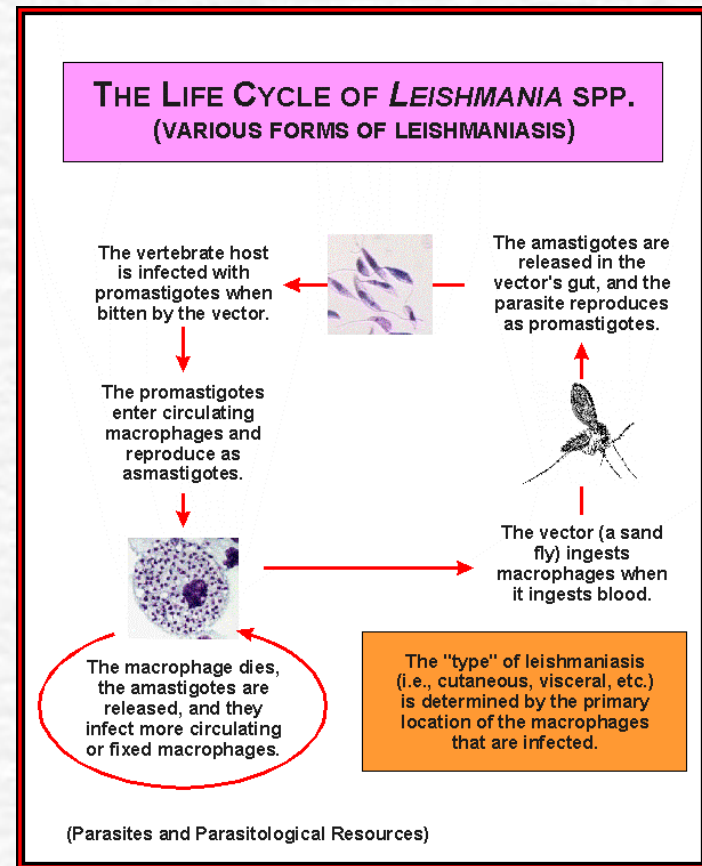 THE LIFE CYCLE OF LEISHMANIA SPP.
(VARIOUS FORMS OF LEISHMANIASIS)
The vertebrate host
is infected with
promastigotes when
bitten by the vector.
The promastigotes
enter circulating
macrophages and
reproduce as
asmastigotes.
The macrophage dies,
the amastigotes are
released, and they
infect more circulating
or fixed macrophages.
The vector (a sand
fly) ingests
macrophages when
it ingests blood.
The amastigotes are
released in the
vector's gut, and the
parasite reproduces
as promastigotes.
The "type" of leishmaniasis
(i.e., cutaneous, visceral, etc.)
is determined by the primary
location of the macrophages
that are infected.
(Parasites and Parasitological Resources)